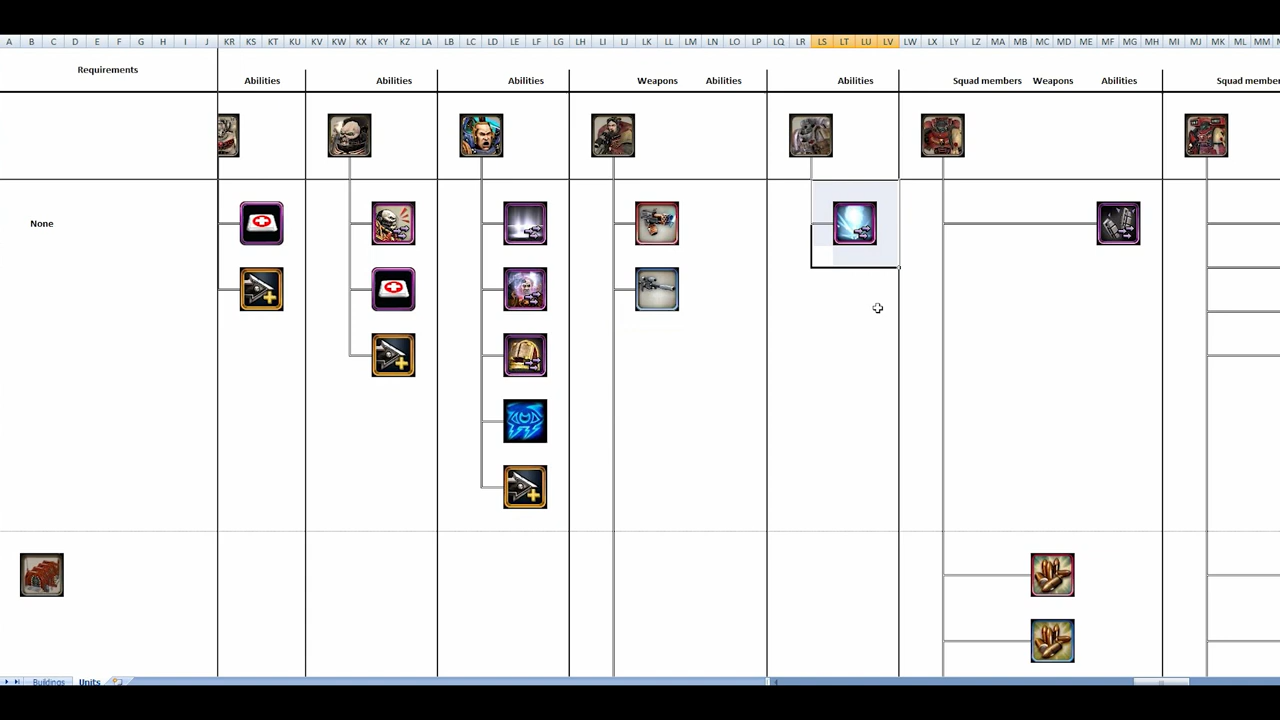 A B C D E F G H I J KR KS KT KU KV KW KX KY KZ LA LB LC LD LE LF LG LH LI LJ LK LL LM LN LO LP LQ LR LS LT LU LV LW LX LY LZ MA MB MC MD ME MF MG MH MI MJ MK ML MM
Requirements
Abilities Abilities Abilities Weapons Abilities Abilities Squad members Weapons Abilities Squad member
None
Buildings Units